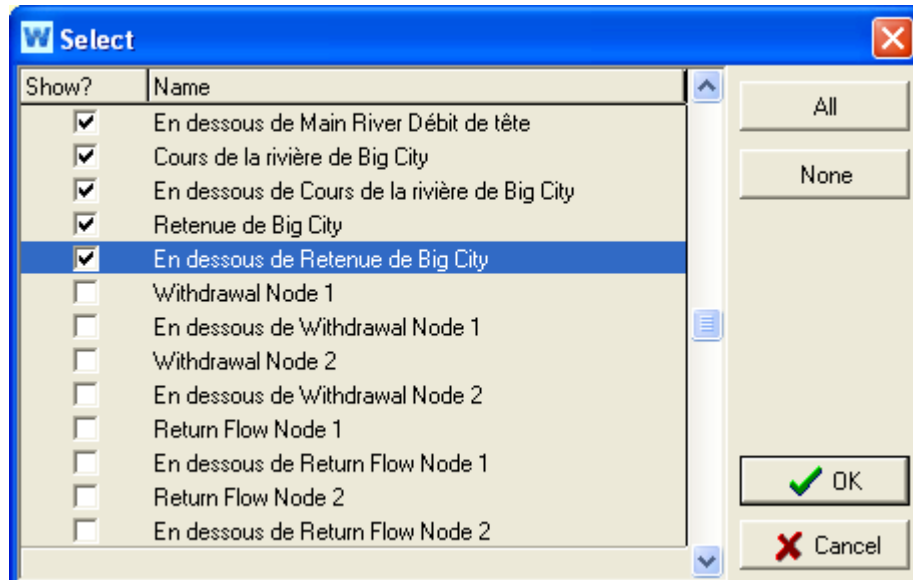 W Select
Show? Name
En dessous de Main River Débit de tête
Cours de la rivière de Big City
En dessous de Cours de la rivière de Big City
Retenue de Big City
En dessous de Retenue de Big City
Withdrawal Node 1
En dessous de Withdrawal Node 1
Withdrawal Node 2
En dessous de Withdrawal Node 2
Return Flow Node 1
En dessous de Return Flow Node 1
Return Flow Node 2
En dessous de Return Flow Node 2
All
None
OK
Cancel